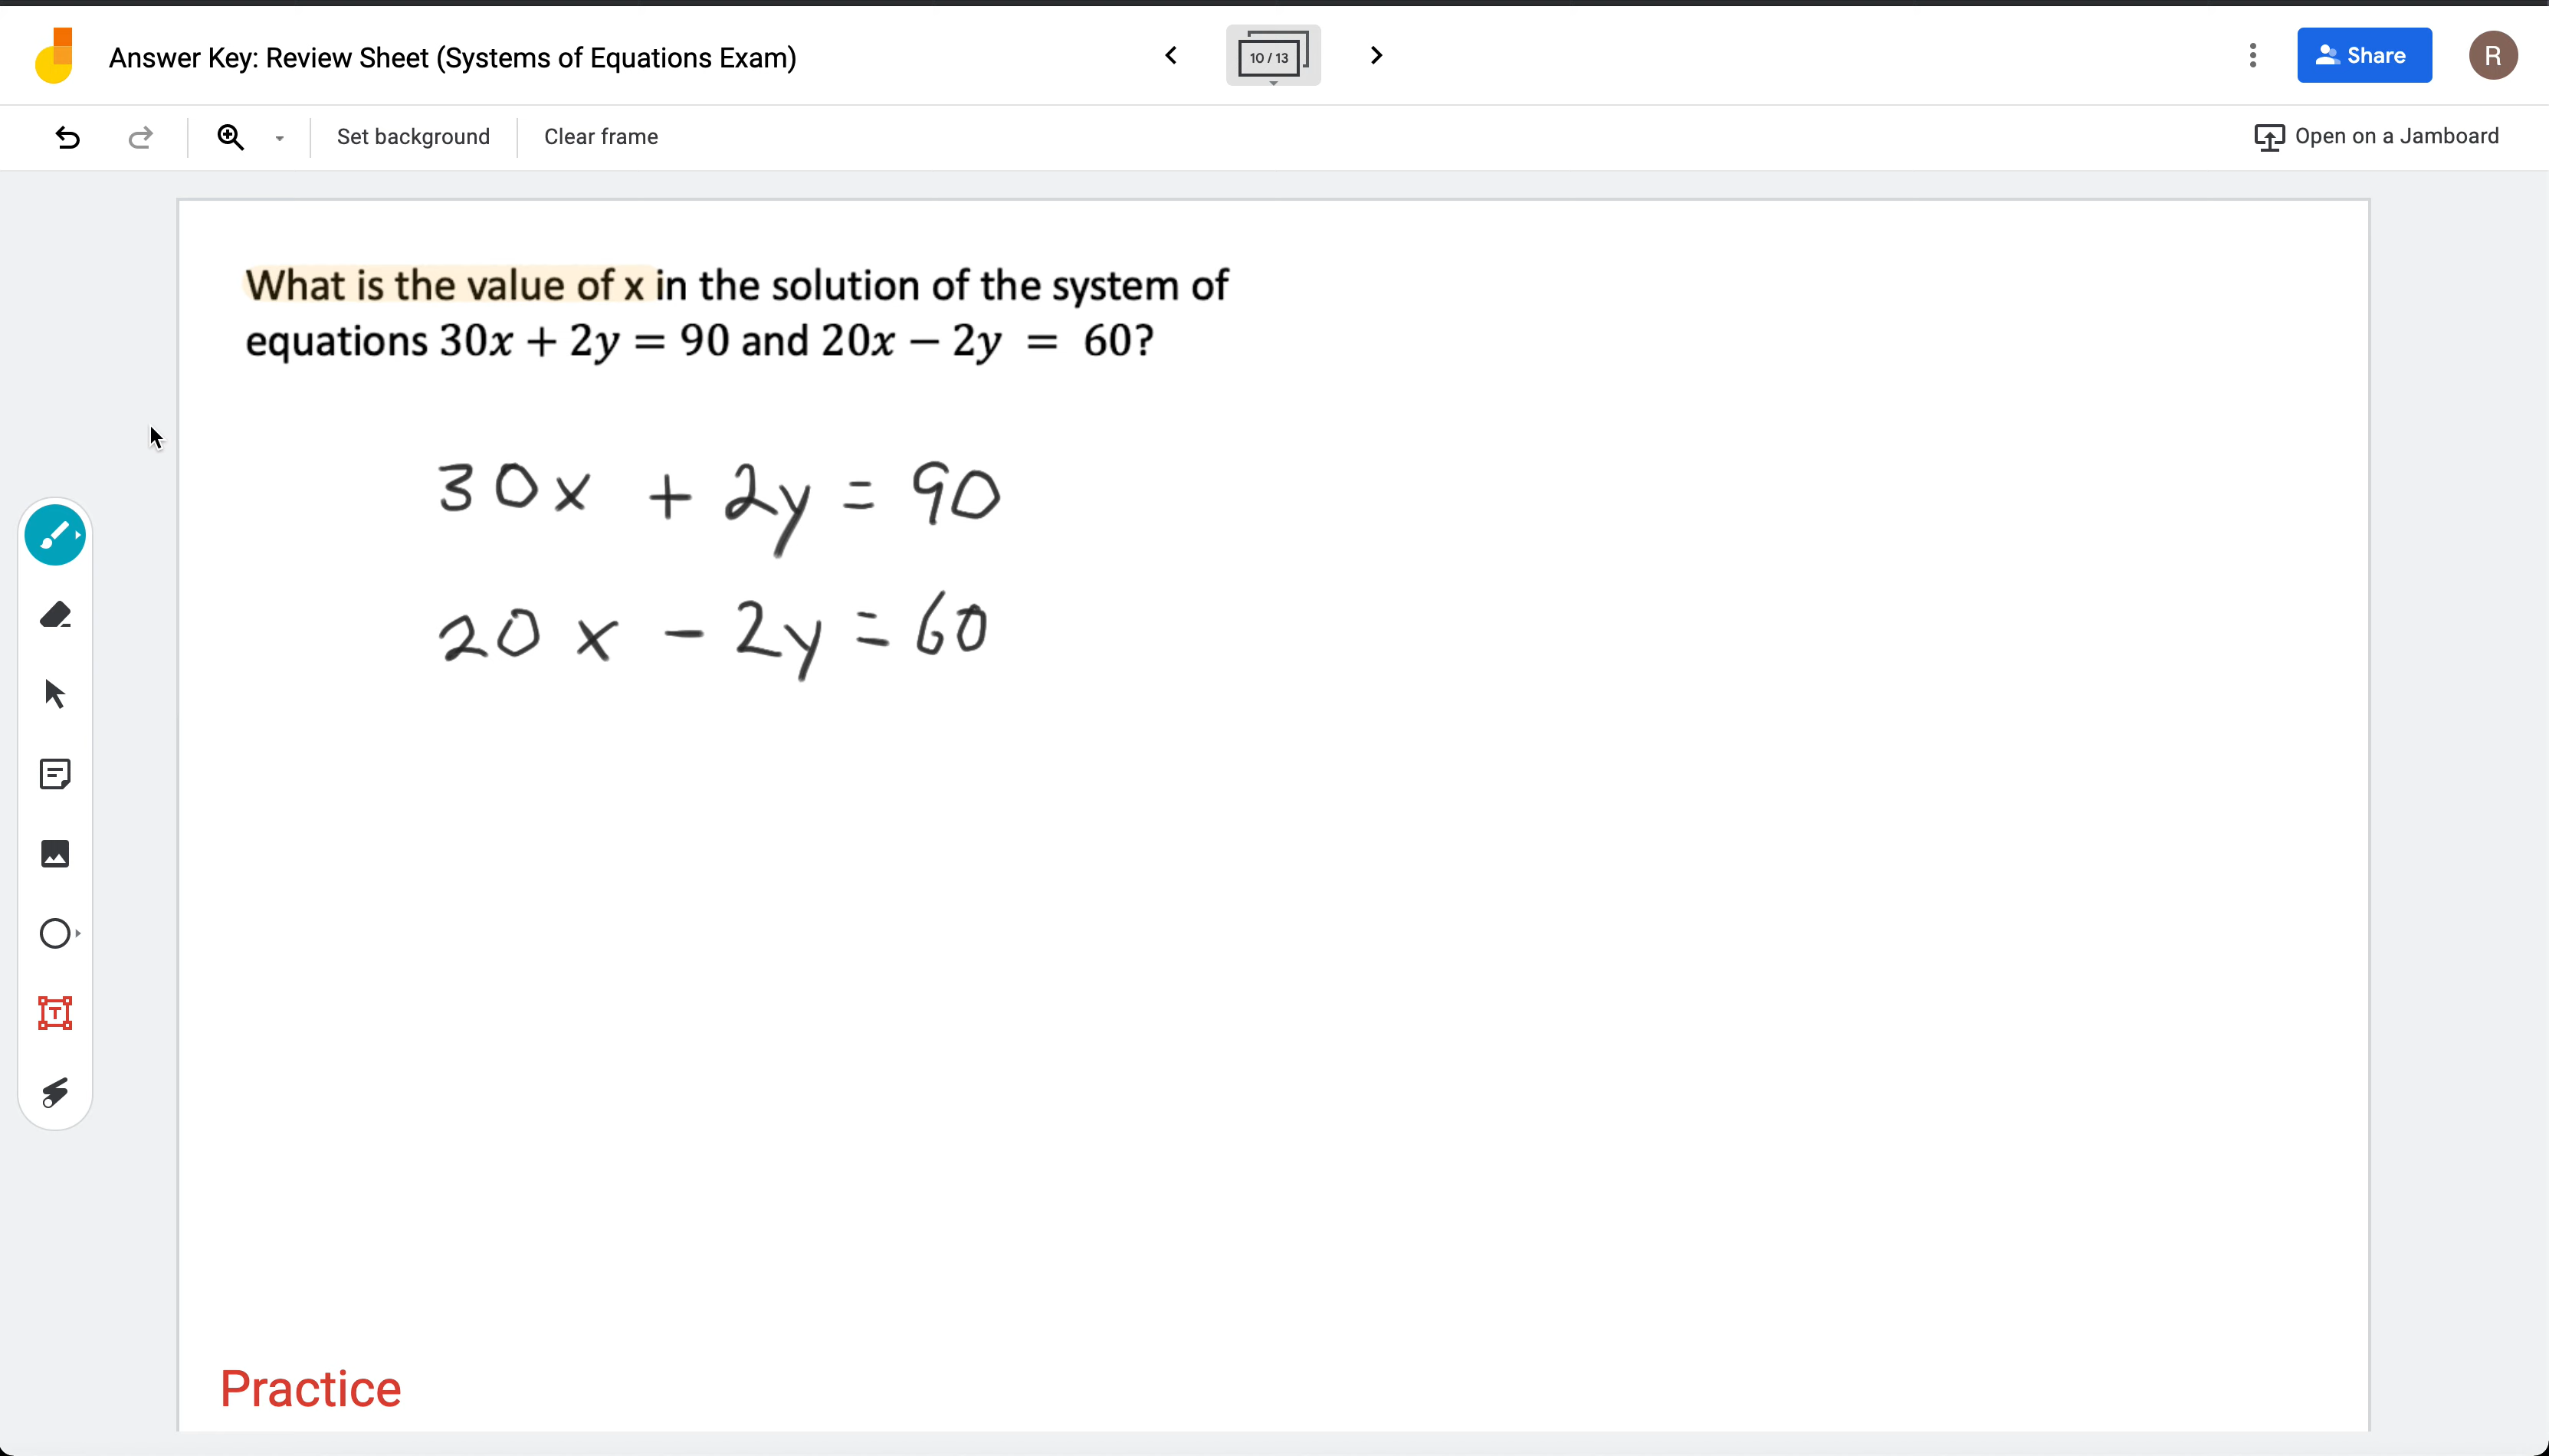 Answer Key: Review Sheet (Systems of Equations Exam)
10 / 13
Share
R
Set background
Clear frame
Open on a Jamboard
What is the value of x in the solution of the system of
equations 30x + 2y = 90 and 20x − 2y = 60?
30x + 2y = 90
20x − 2y = 60
T
Practice